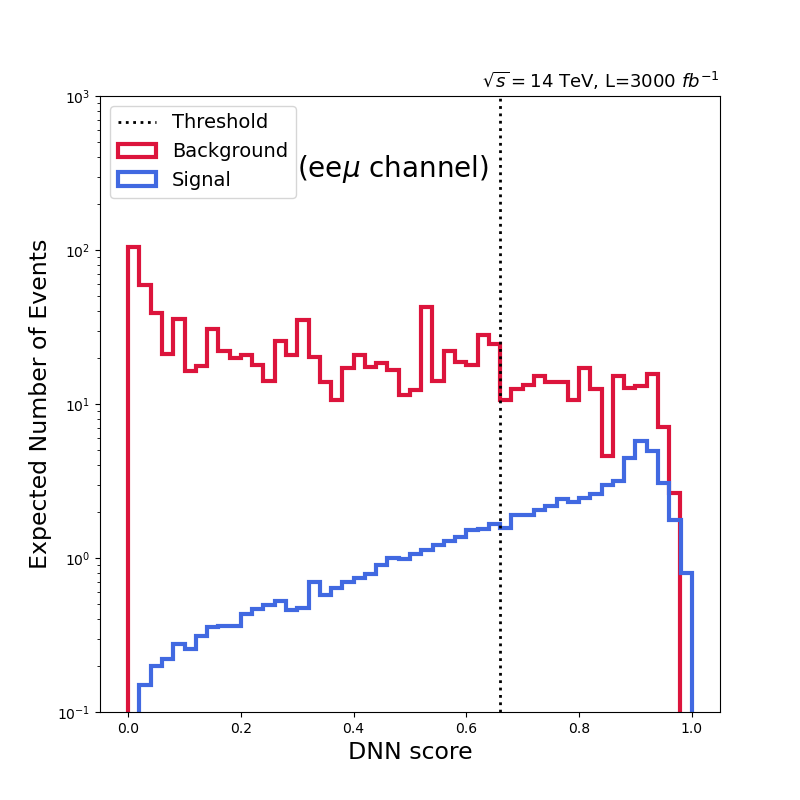 √s = 14 TeV, L=3000 fb⁻¹
Threshold
Background
Signal
(eeμ channel)
Expected Number of Events
10³
10²
10¹
10⁰
10⁻¹
0.0 0.2 0.4 0.6 0.8 1.0
DNN score